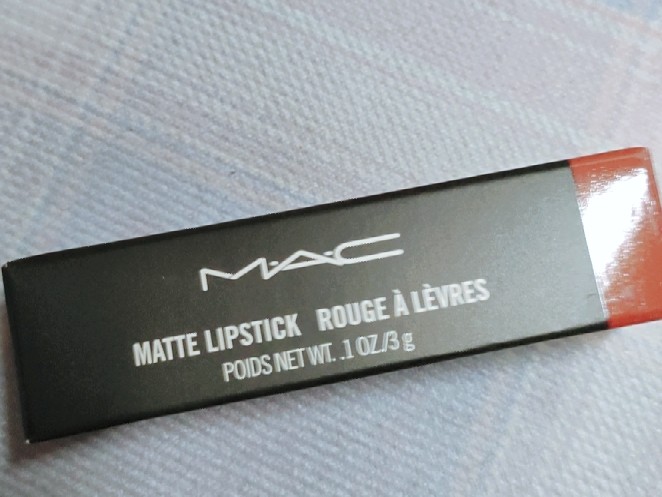 M·A·C
MATTE LIPSTICK ROUGE À LÈVRES
POIDS NET WT. .1 OZ./3 g